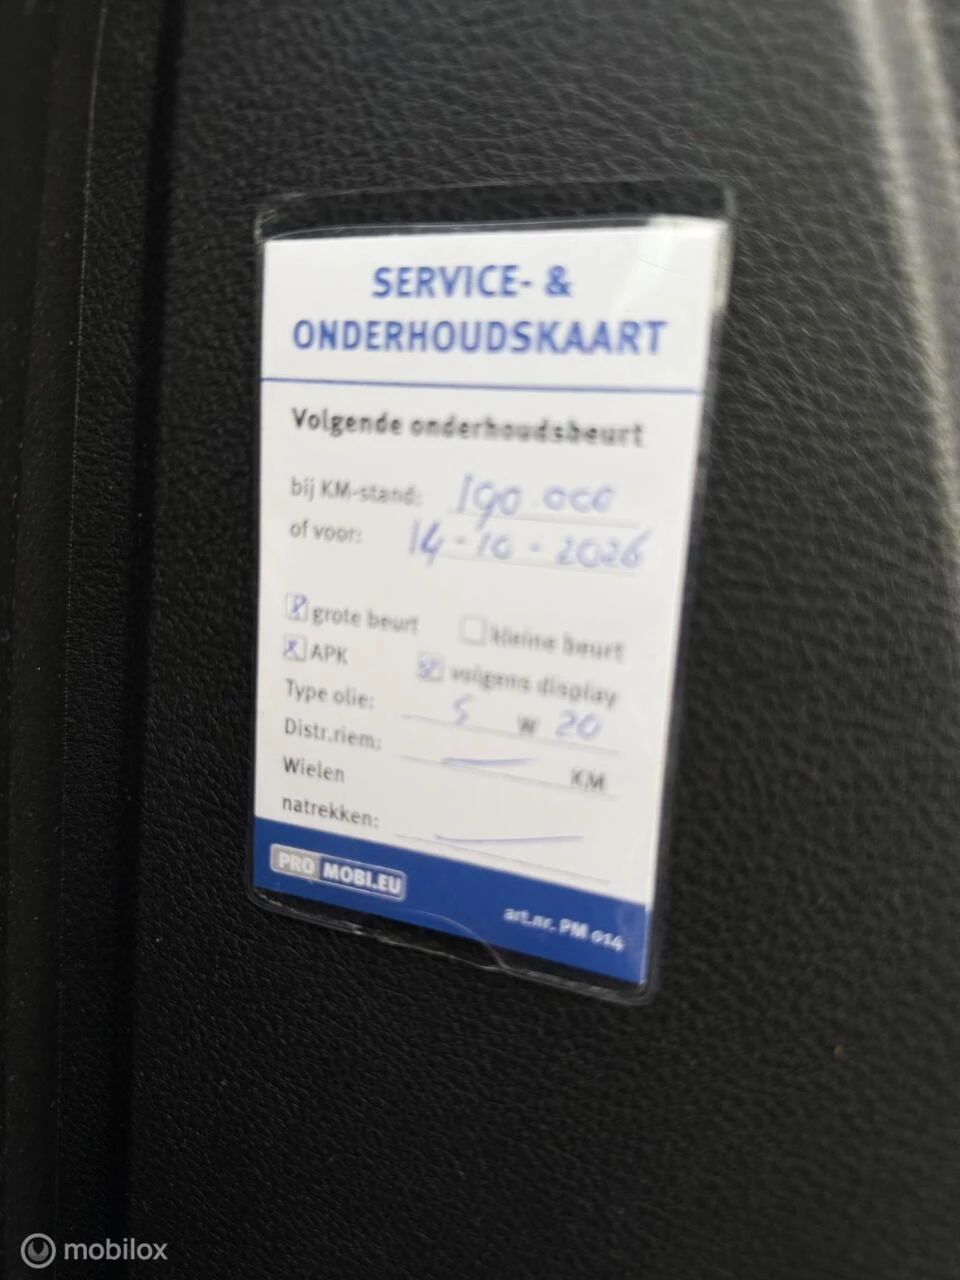 SERVICE- &
ONDERHOUDSKAART
Volgende onderhoudsbeurt
bij KM-stand: 190.000
of voor: 14-10-2026
grote beurt kleine beurt
APK volgens display
Type olie: 5 W 20
Distr.riem: KM
Wielen
natrekken:
PRO MOBI.EU
art.nr. PM 014
mobilox